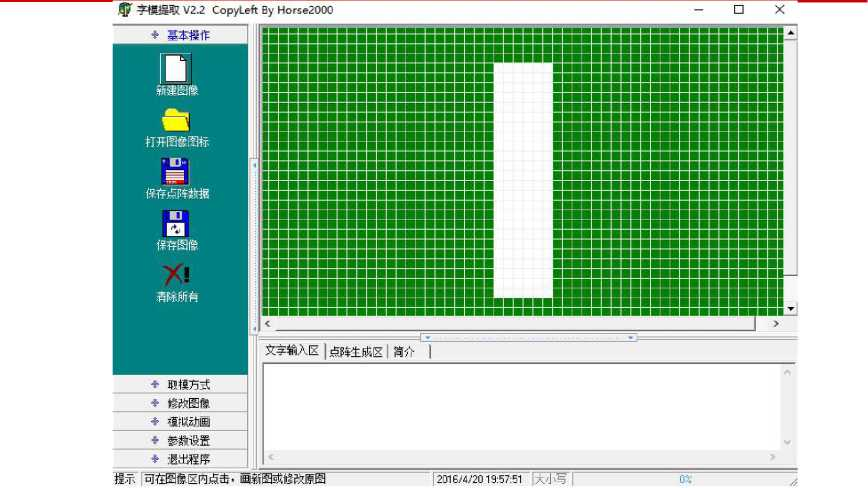 字模提取 V2.2 CopyLeft By Horse2000
基本操作
新建图像
打开图像图标
保存点阵数据
保存图像
清除所有
取模方式
修改图像
模拟动画
参数设置
退出程序
文字输入区
点阵生成区
简介
提示
可在图像区内点击，画新图或修改原图
2016/4/20 19:57:51
大小写
0%